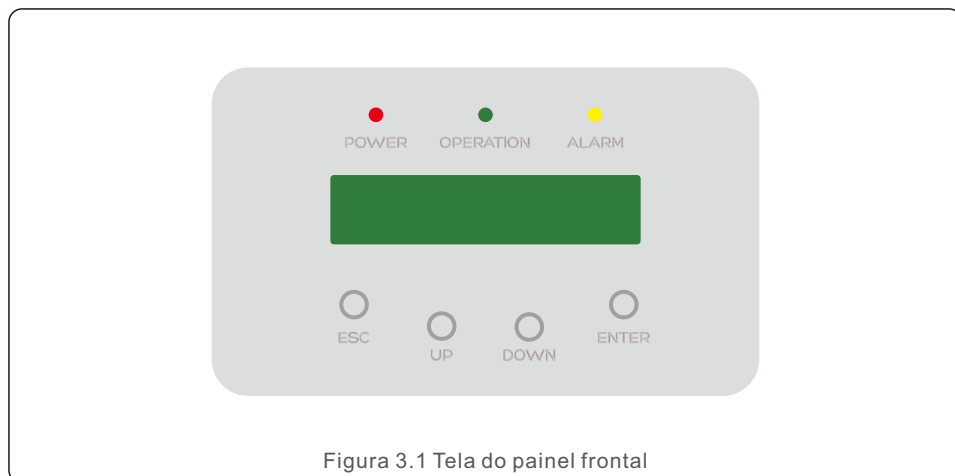 POWER OPERATION ALARM
ESC UP DOWN ENTER
Figura 3.1 Tela do painel frontal